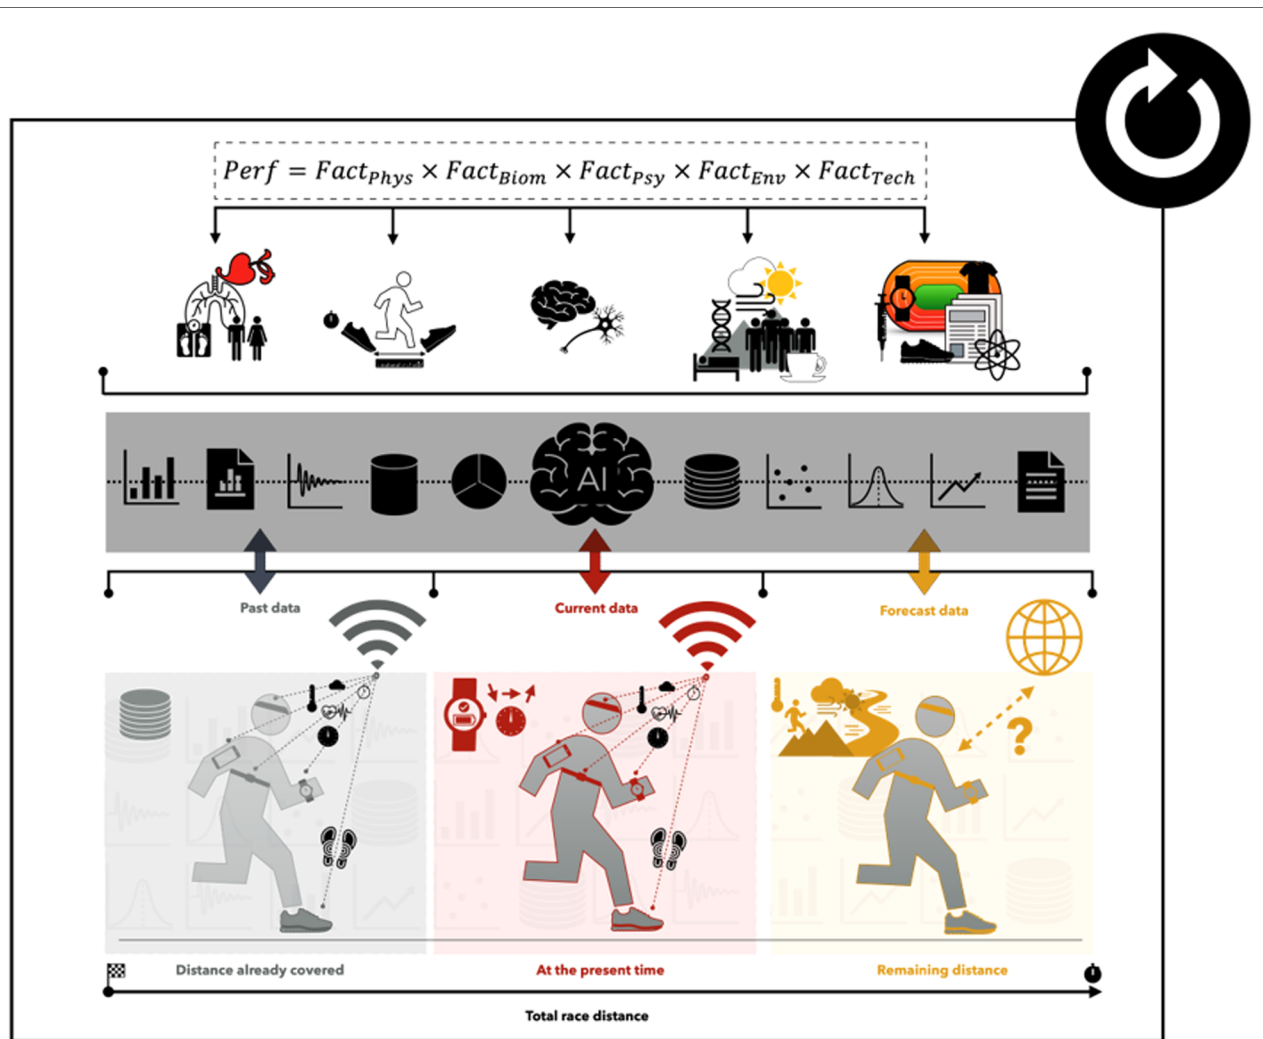 Perf = Fact_Phys × Fact_Biom × Fact_Psy × Fact_Env × Fact_Tech
AI
Past data
Current data
Forecast data
?
Distance already covered
At the present time
Remaining distance
Total race distance